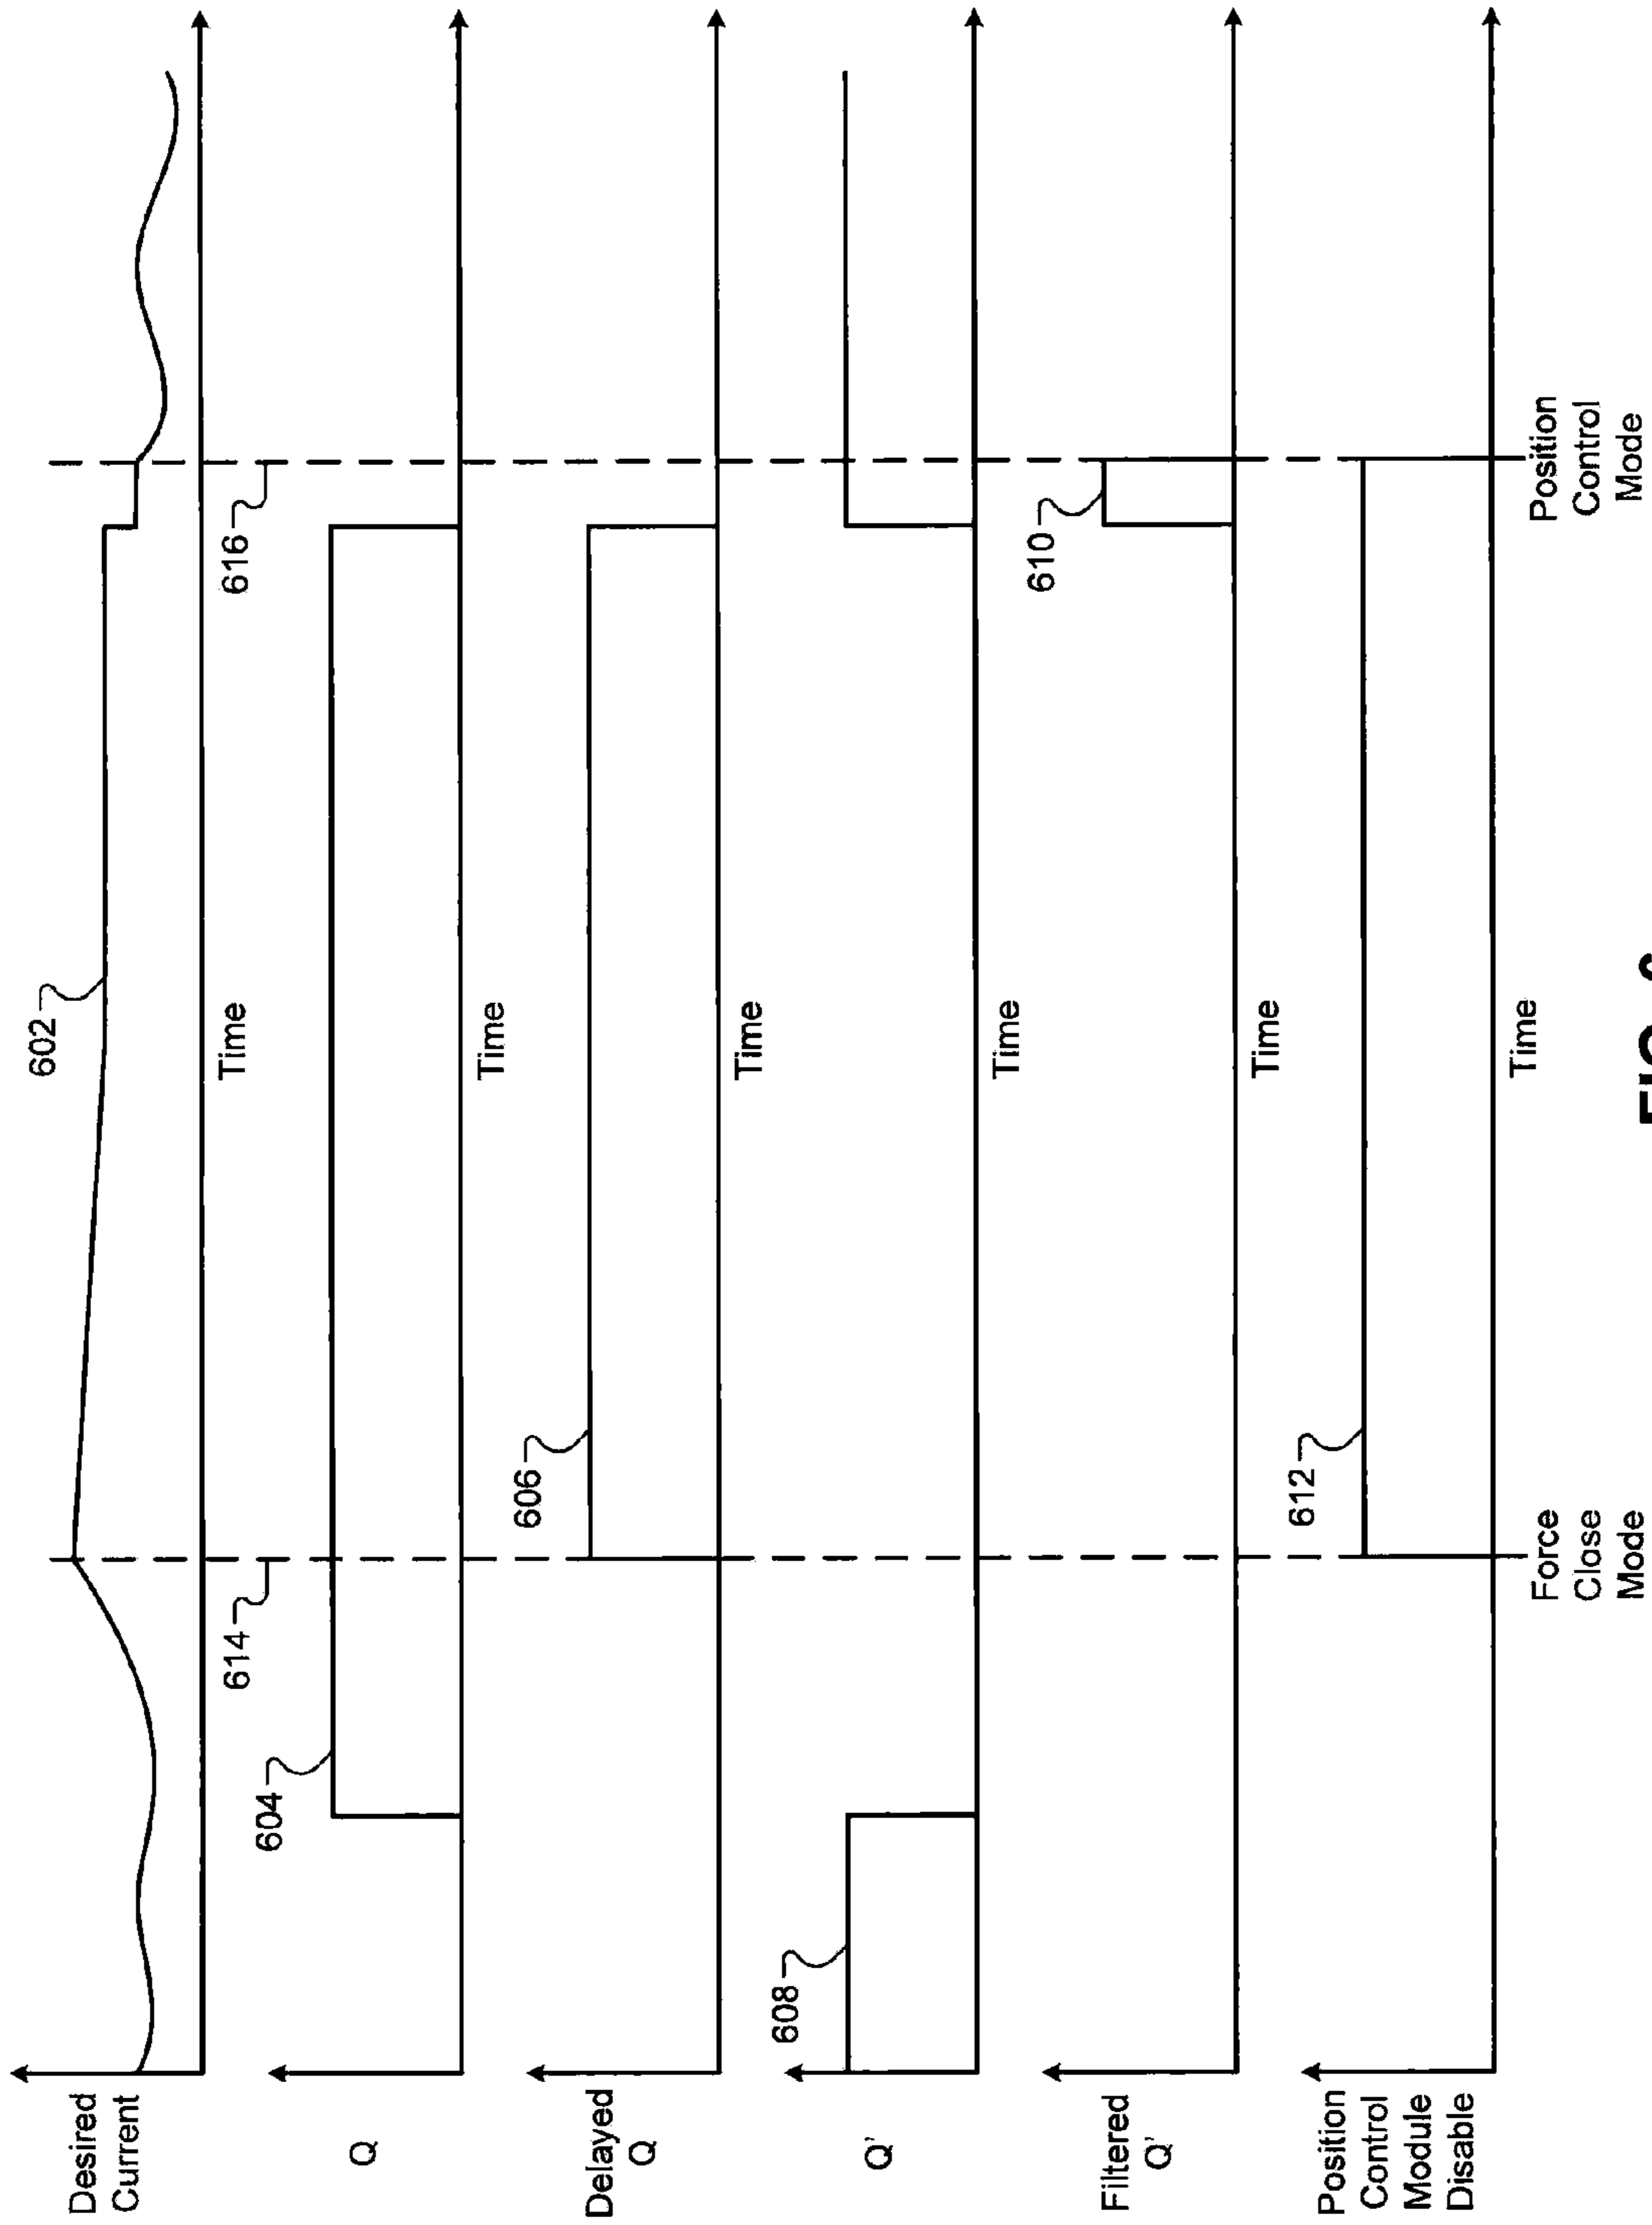 Desired
Current
602
Time
614
616
Q
604
Time
Delayed
Q
606
Time
Q'
608
Time
Filtered
Q'
610
Time
Position
Control
Module
Disable
612
Time
Force
Close
Mode
Position
Control
Mode